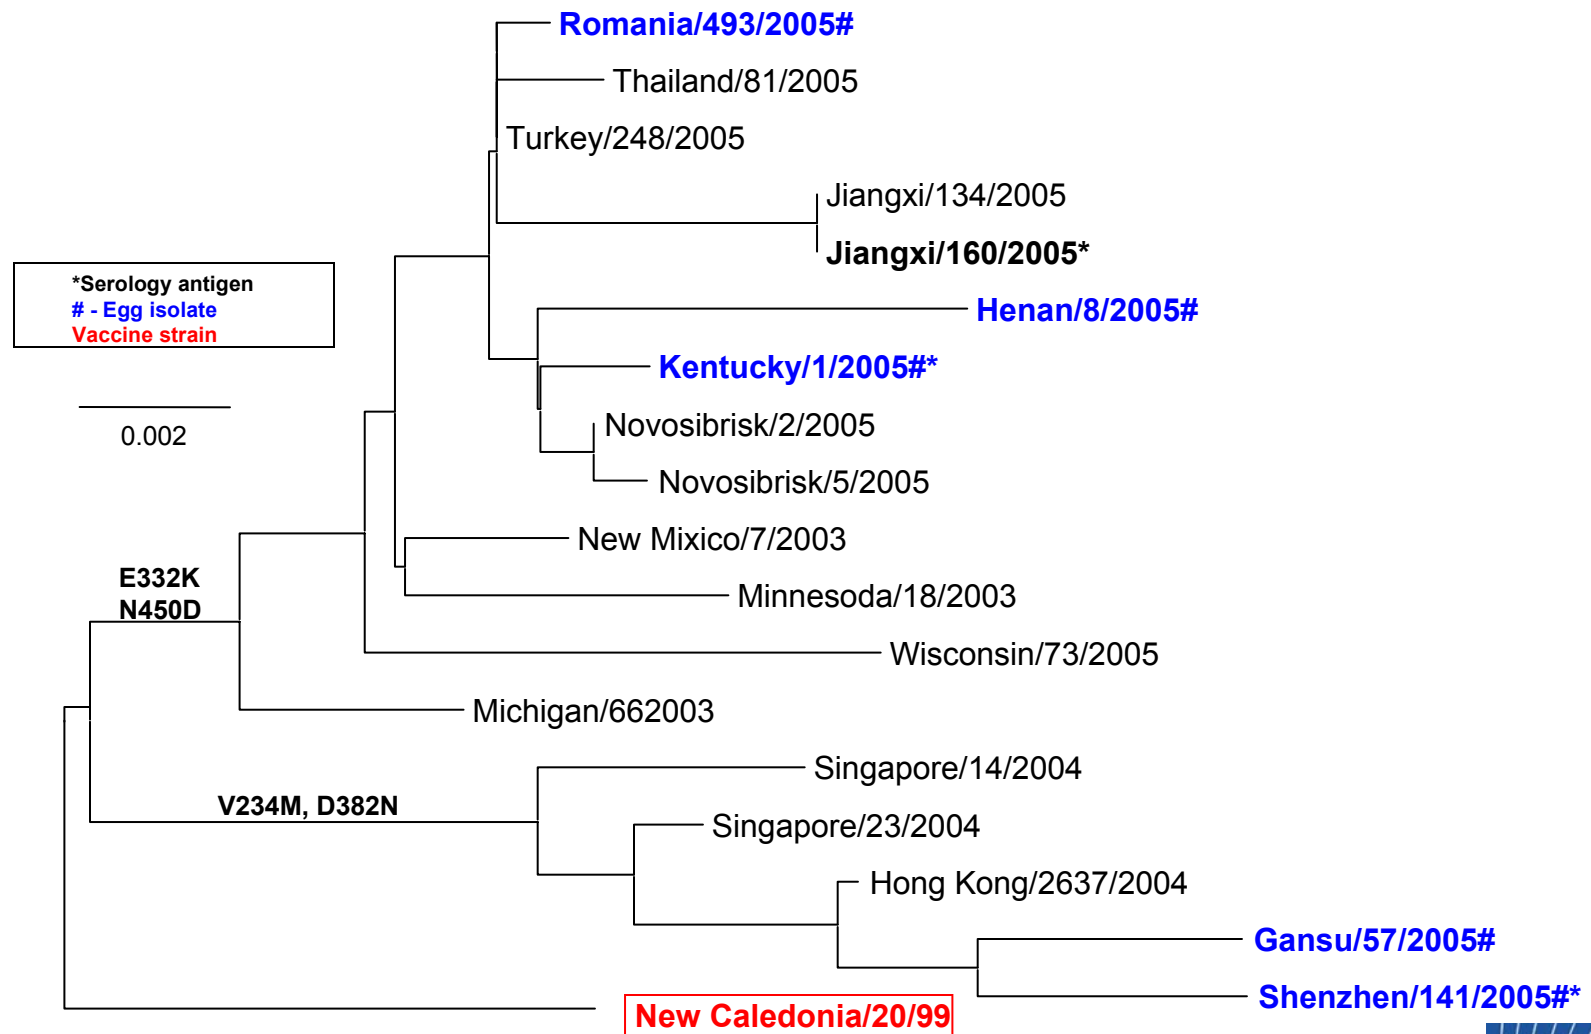 Romania/493/2005#
Thailand/81/2005
Turkey/248/2005
Jiangxi/134/2005
Jiangxi/160/2005*
*Serology antigen
# - Egg isolate
Vaccine strain
Henan/8/2005#
Kentucky/1/2005#*
0.002
Novosibrisk/2/2005
Novosibrisk/5/2005
New Mixico/7/2003
E332K
N450D
Minnesoda/18/2003
Wisconsin/73/2005
Michigan/662003
Singapore/14/2004
V234M, D382N
Singapore/23/2004
Hong Kong/2637/2004
Gansu/57/2005#
Shenzhen/141/2005#*
New Caledonia/20/99